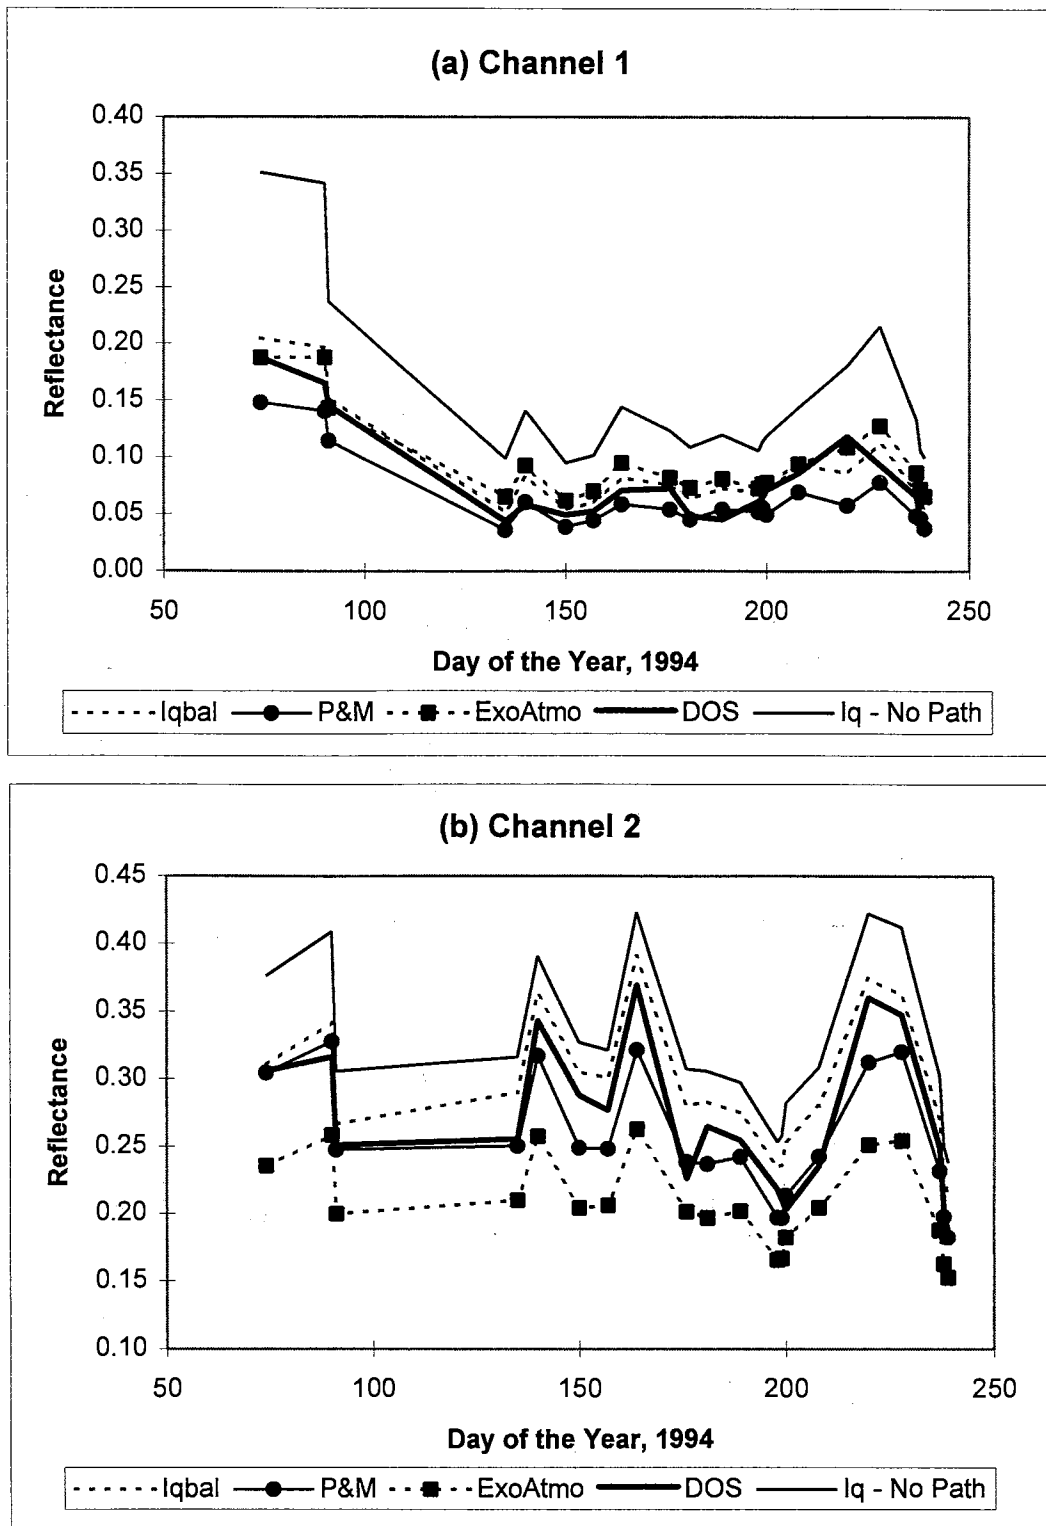 (a) Channel 1
0.40
0.35
0.30
0.25
0.20
0.15
0.10
0.05
0.00
Reflectance
50 100 150 200 250
Day of the Year, 1994
Iqbal P&M ExoAtmo DOS Iq - No Path
(b) Channel 2
0.45
0.40
0.35
0.30
0.25
0.20
0.15
0.10
Reflectance
50 100 150 200 250
Day of the Year, 1994
Iqbal P&M ExoAtmo DOS Iq - No Path